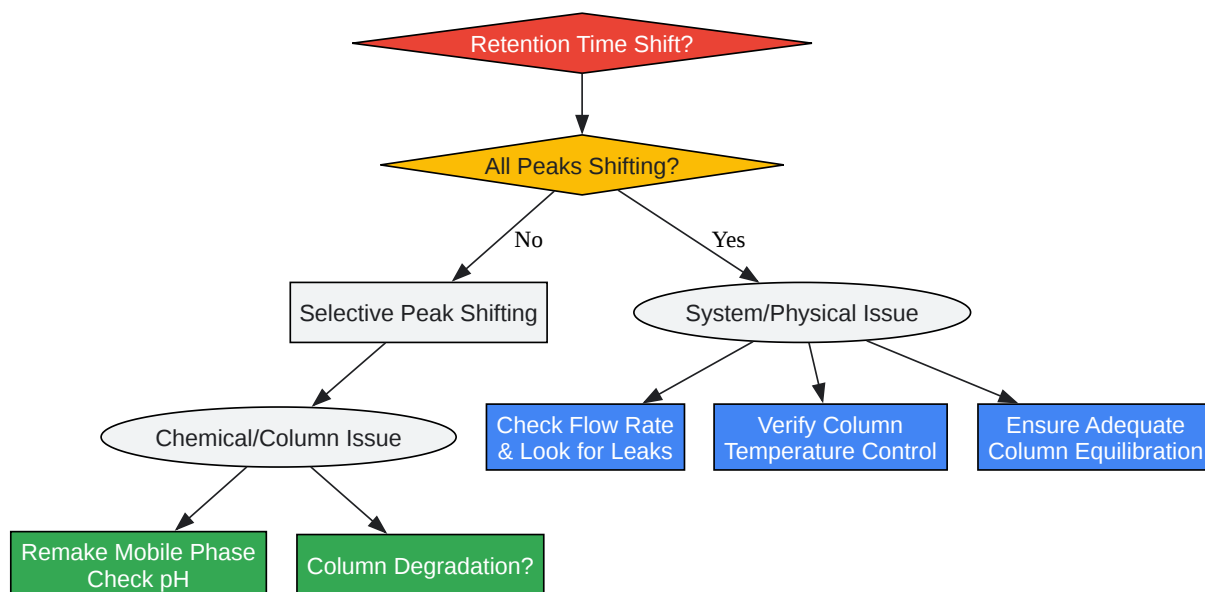 Retention Time Shift?
All Peaks Shifting?
No
Yes
Selective Peak Shifting
System/Physical Issue
Chemical/Column Issue
Check Flow Rate
& Look for Leaks
Verify Column
Temperature Control
Ensure Adequate
Column Equilibration
Remake Mobile Phase
Check pH
Column Degradation?